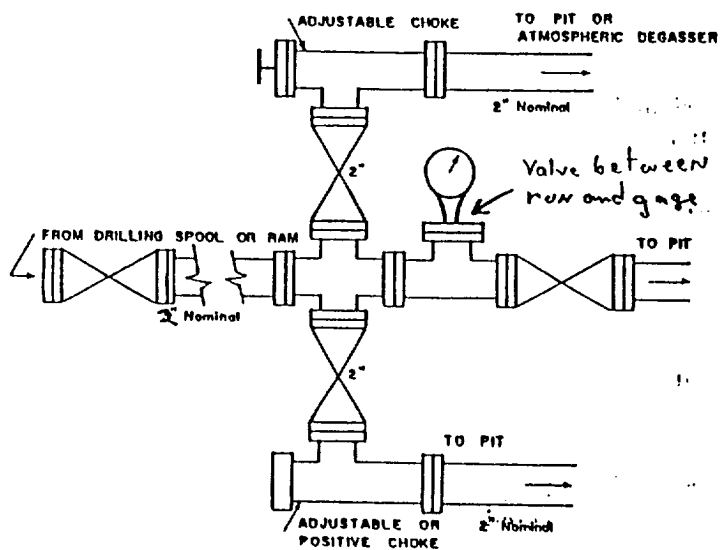 ADJUSTABLE CHOKE
TO PIT OR
ATMOSPHERIC DEGASSER
2" Nominal
2"
Valve between
run and gage
FROM DRILLING SPOOL OR RAM
TO PIT
Nominal
2"
TO PIT
2" Nominal
ADJUSTABLE OR
POSITIVE CHOKE